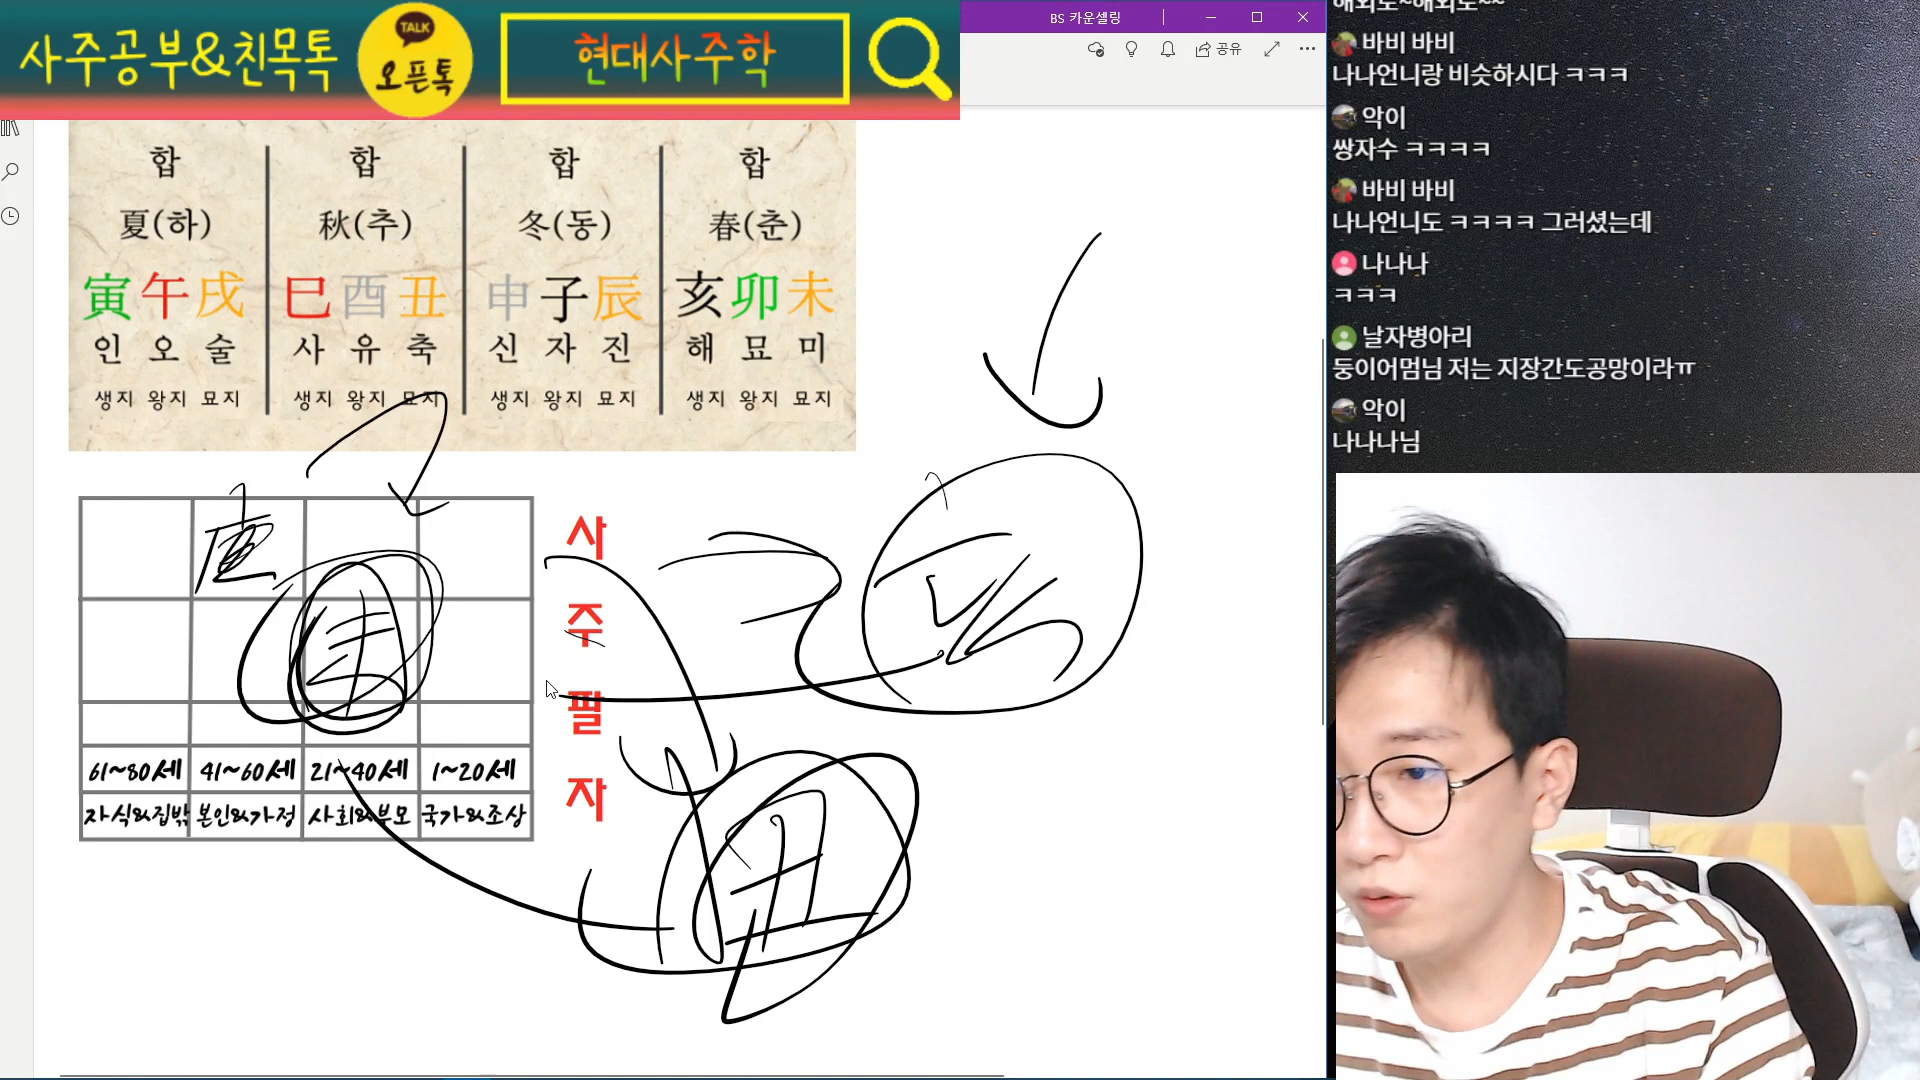 사주공부&친목톡
TALK
오픈톡
현대사주학
BS 카운셀링
공유
합 합 합 합
夏(하) 秋(추) 冬(동) 春(춘)
寅午戌 巳酉丑 申子辰 亥卯未
인 오 술 사 유 축 신 자 진 해 묘 미
생지 왕지 묘지 생지 왕지 묘지 생지 왕지 묘지 생지 왕지 묘지
사
주
팔
자
61~80세 41~60세 21~40세 1~20세
자식&집밖 본인&가정 사회&부모 국가&조상
丑
해외로~해외로~~
바비 바비
나나언니랑 비슷하시다 ㅋㅋㅋ
악이
쌍자수 ㅋㅋㅋㅋ
바비 바비
나나언니도 ㅋㅋㅋㅋ 그러셨는데
나나나
ㅋㅋㅋ
날자병아리
둥이어멈님 저는 지장간도공망이라ㅠ
악이
나나나님